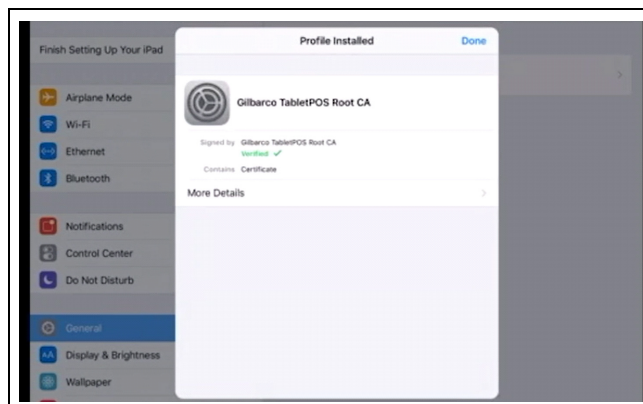 Finish Setting Up Your iPad
Airplane Mode
Wi-Fi
Ethernet
Bluetooth
Notifications
Control Center
Do Not Disturb
General
Display & Brightness
AA
Wallpaper
Profile Installed
Done
Gilbarco TabletPOS Root CA
Signed by Gilbarco TabletPOS Root CA
Verified ✓
Contains Certificate
More Details